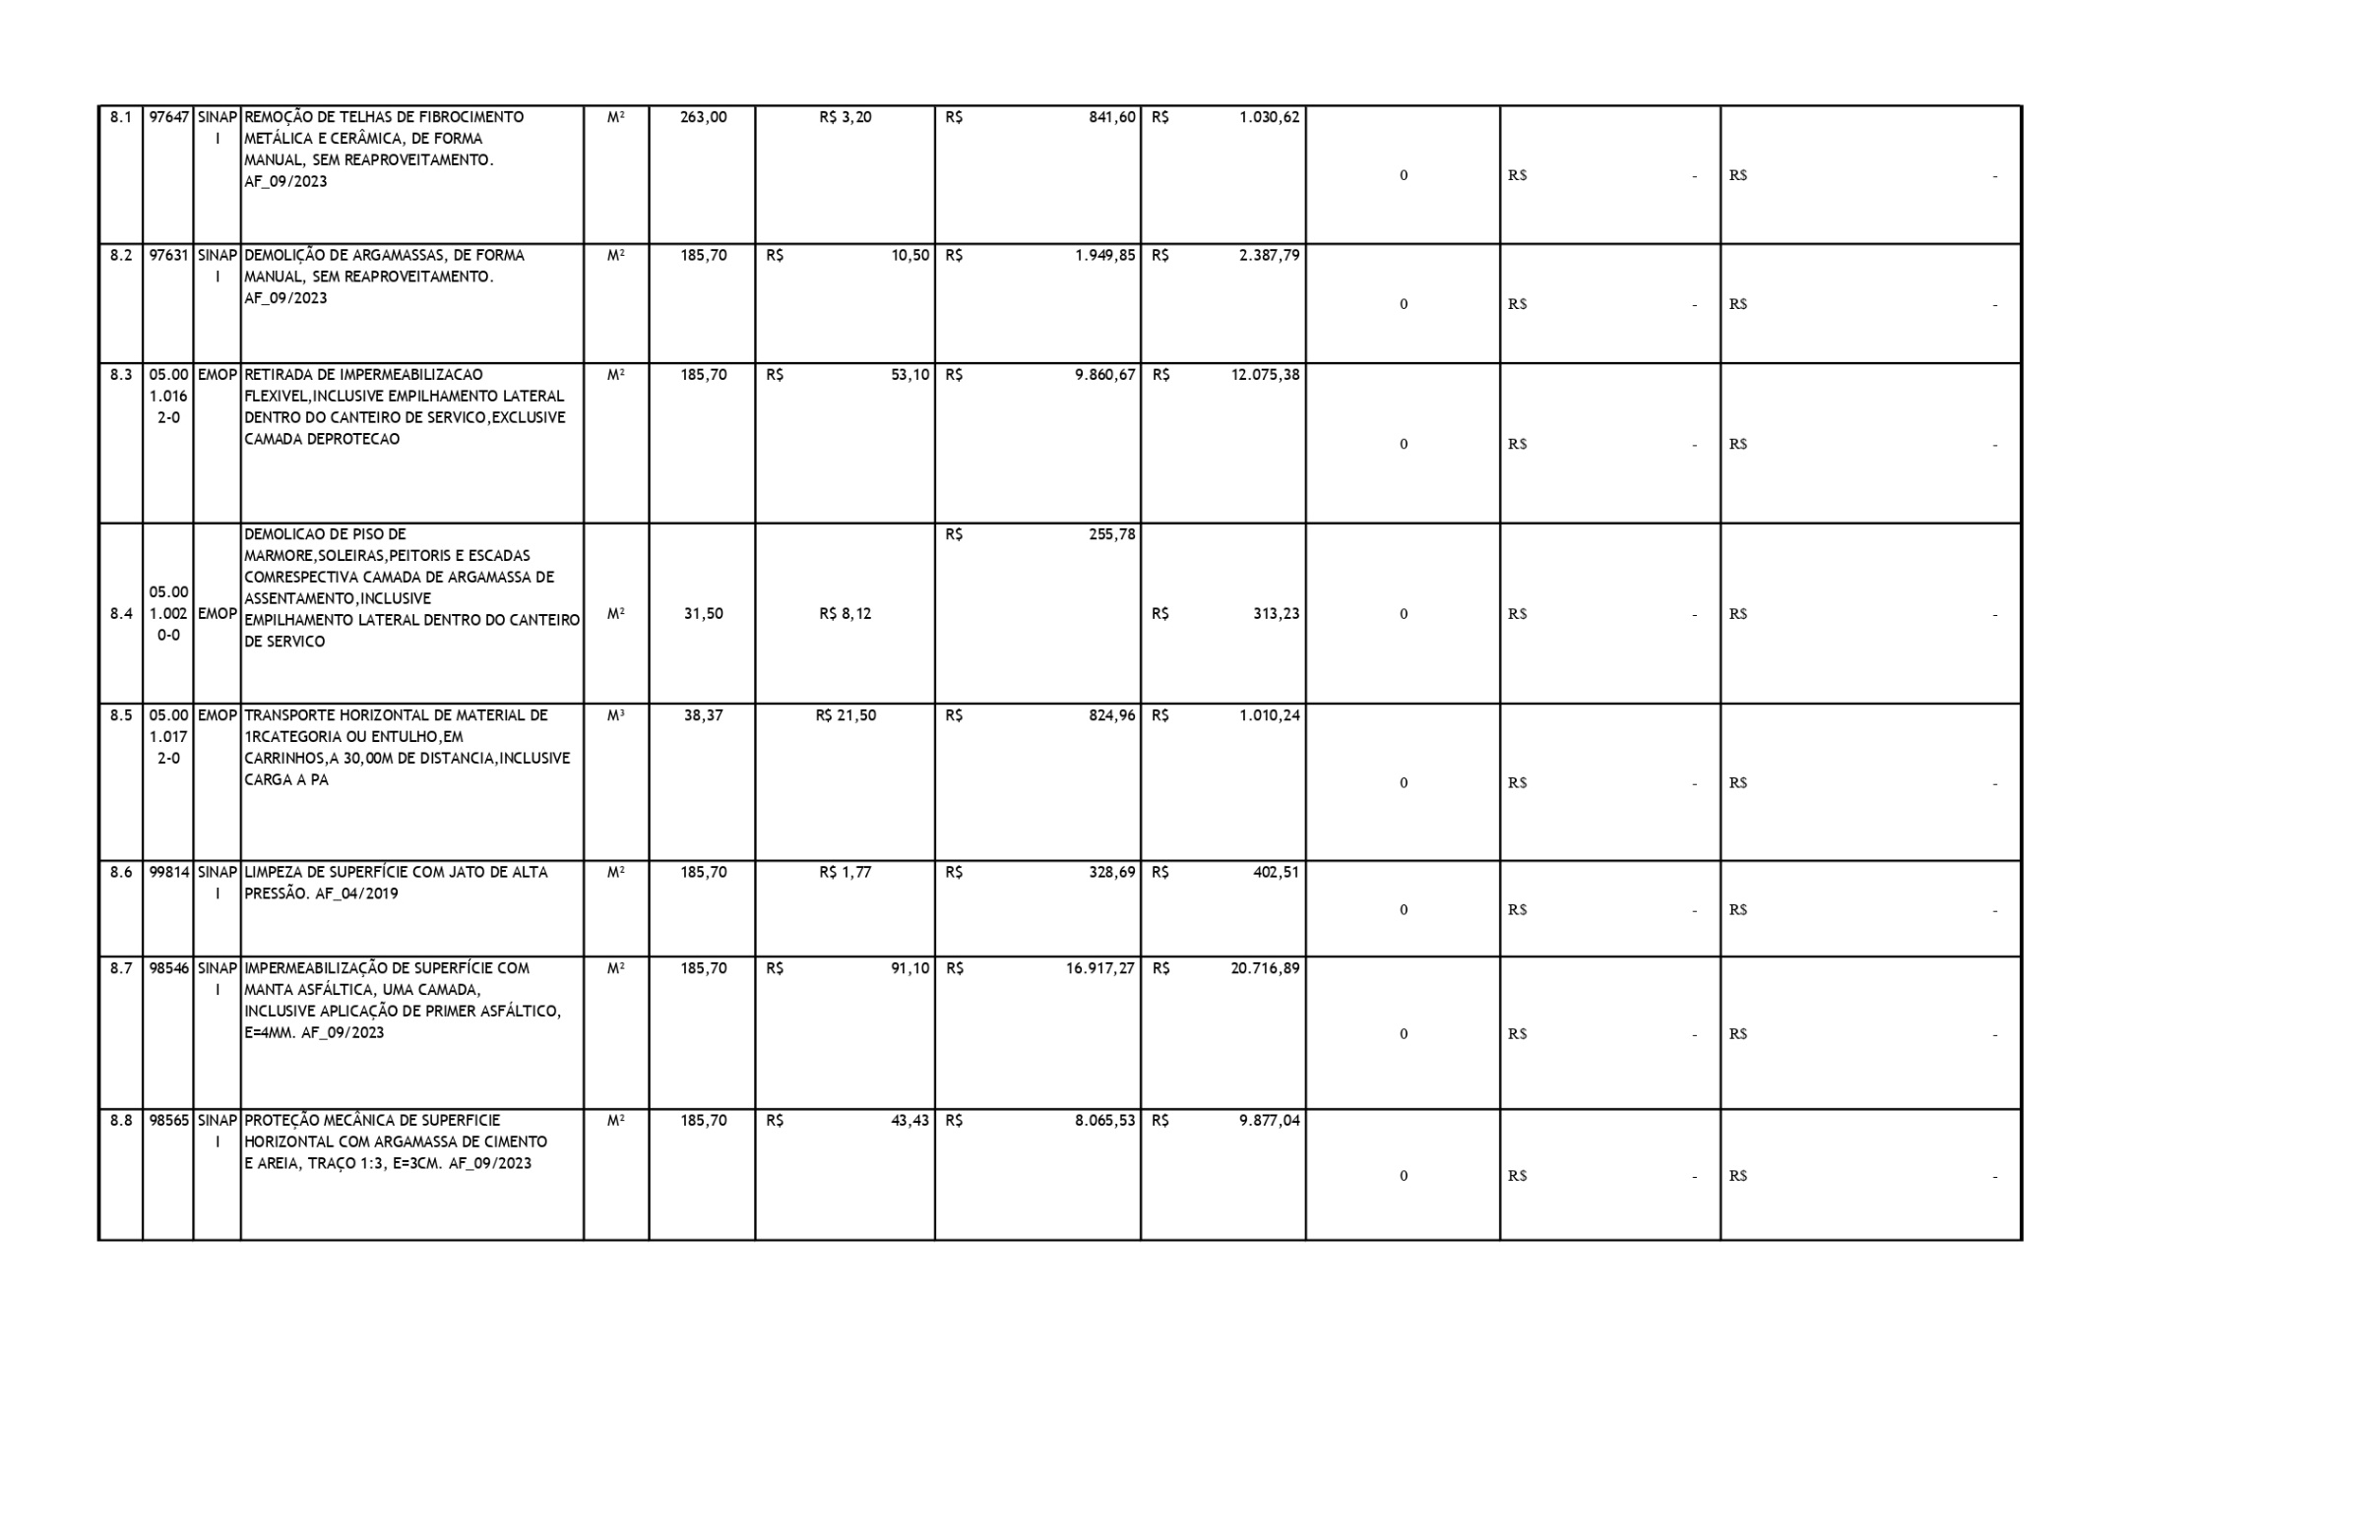 8.1 97647 SINAP REMOÇÃO DE TELHAS DE FIBROCIMENTO M² 263,00 R$ 3,20 R$ 841,60 R$ 1.030,62
I METÁLICA E CERÂMICA, DE FORMA
MANUAL, SEM REAPROVEITAMENTO.
0 R$ - R$ -
AF_09/2023
8.2 97631 SINAP DEMOLIÇÃO DE ARGAMASSAS, DE FORMA M² 185,70 R$ 10,50 R$ 1.949,85 R$ 2.387,79
I MANUAL, SEM REAPROVEITAMENTO.
AF_09/2023
0 R$ - R$ -
8.3 05.00 EMOP RETIRADA DE IMPERMEABILIZACAO M² 185,70 R$ 53,10 R$ 9.860,67 R$ 12.075,38
1.016 FLEXIVEL,INCLUSIVE EMPILHAMENTO LATERAL
2-0 DENTRO DO CANTEIRO DE SERVICO,EXCLUSIVE
CAMADA DEPROTECAO
0 R$ - R$ -
DEMOLICAO DE PISO DE R$ 255,78
MARMORE,SOLEIRAS,PEITORIS E ESCADAS
COMRESPECTIVA CAMADA DE ARGAMASSA DE
05.00 ASSENTAMENTO,INCLUSIVE
8.4 1.002 EMOP EMPILHAMENTO LATERAL DENTRO DO CANTEIRO M² 31,50 R$ 8,12 R$ 313,23 0 R$ - R$ -
0-0 DE SERVICO
8.5 05.00 EMOP TRANSPORTE HORIZONTAL DE MATERIAL DE M³ 38,37 R$ 21,50 R$ 824,96 R$ 1.010,24
1.017 1RCATEGORIA OU ENTULHO,EM
2-0 CARRINHOS,A 30,00M DE DISTANCIA,INCLUSIVE
CARGA A PA
0 R$ - R$ -
8.6 99814 SINAP LIMPEZA DE SUPERFÍCIE COM JATO DE ALTA M² 185,70 R$ 1,77 R$ 328,69 R$ 402,51
I PRESSÃO. AF_04/2019
0 R$ - R$ -
8.7 98546 SINAP IMPERMEABILIZAÇÃO DE SUPERFÍCIE COM M² 185,70 R$ 91,10 R$ 16.917,27 R$ 20.716,89
I MANTA ASFÁLTICA, UMA CAMADA,
INCLUSIVE APLICAÇÃO DE PRIMER ASFÁLTICO,
E=4MM. AF_09/2023
0 R$ - R$ -
8.8 98565 SINAP PROTEÇÃO MECÂNICA DE SUPERFICIE M² 185,70 R$ 43,43 R$ 8.065,53 R$ 9.877,04
I HORIZONTAL COM ARGAMASSA DE CIMENTO
E AREIA, TRAÇO 1:3, E=3CM. AF_09/2023
0 R$ - R$ -